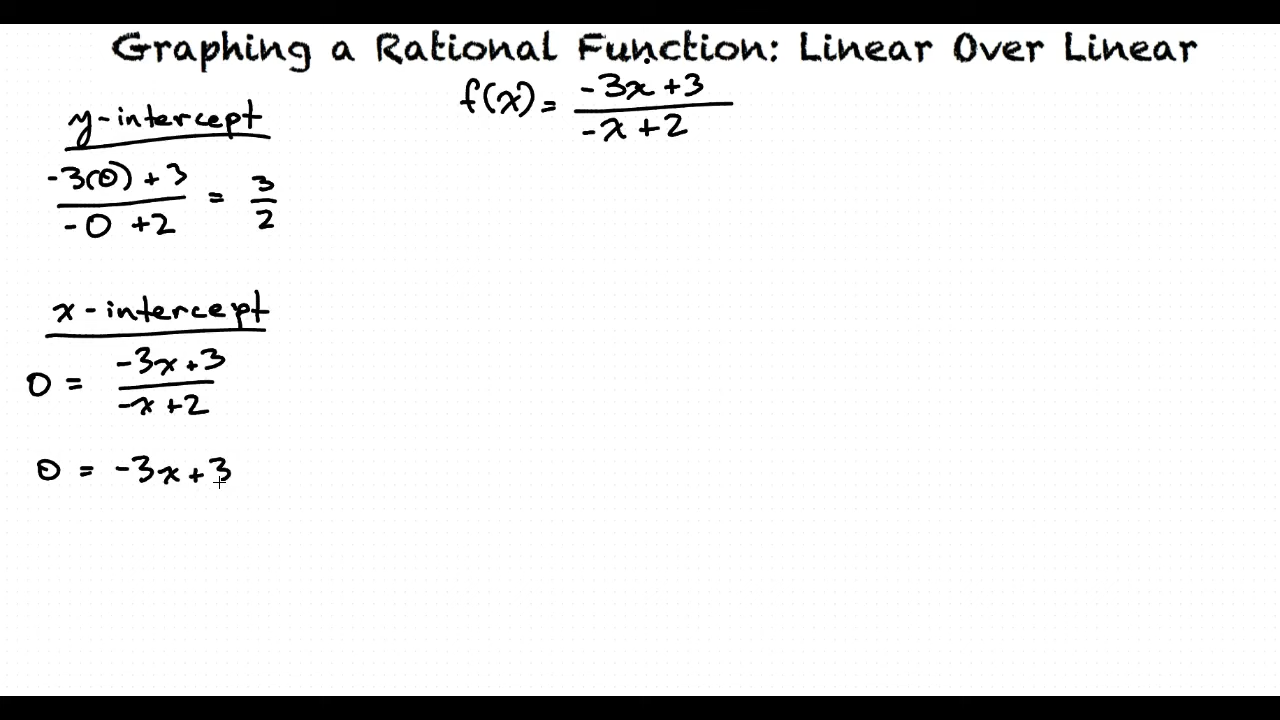 Graphing a Rational Function: Linear Over Linear
f(x) = (-3x + 3)/(-x + 2)
y-intercept
(-3(0) + 3)/(-0 + 2) = 3/2
x-intercept
0 = (-3x + 3)/(-x + 2)
0 = -3x + 3